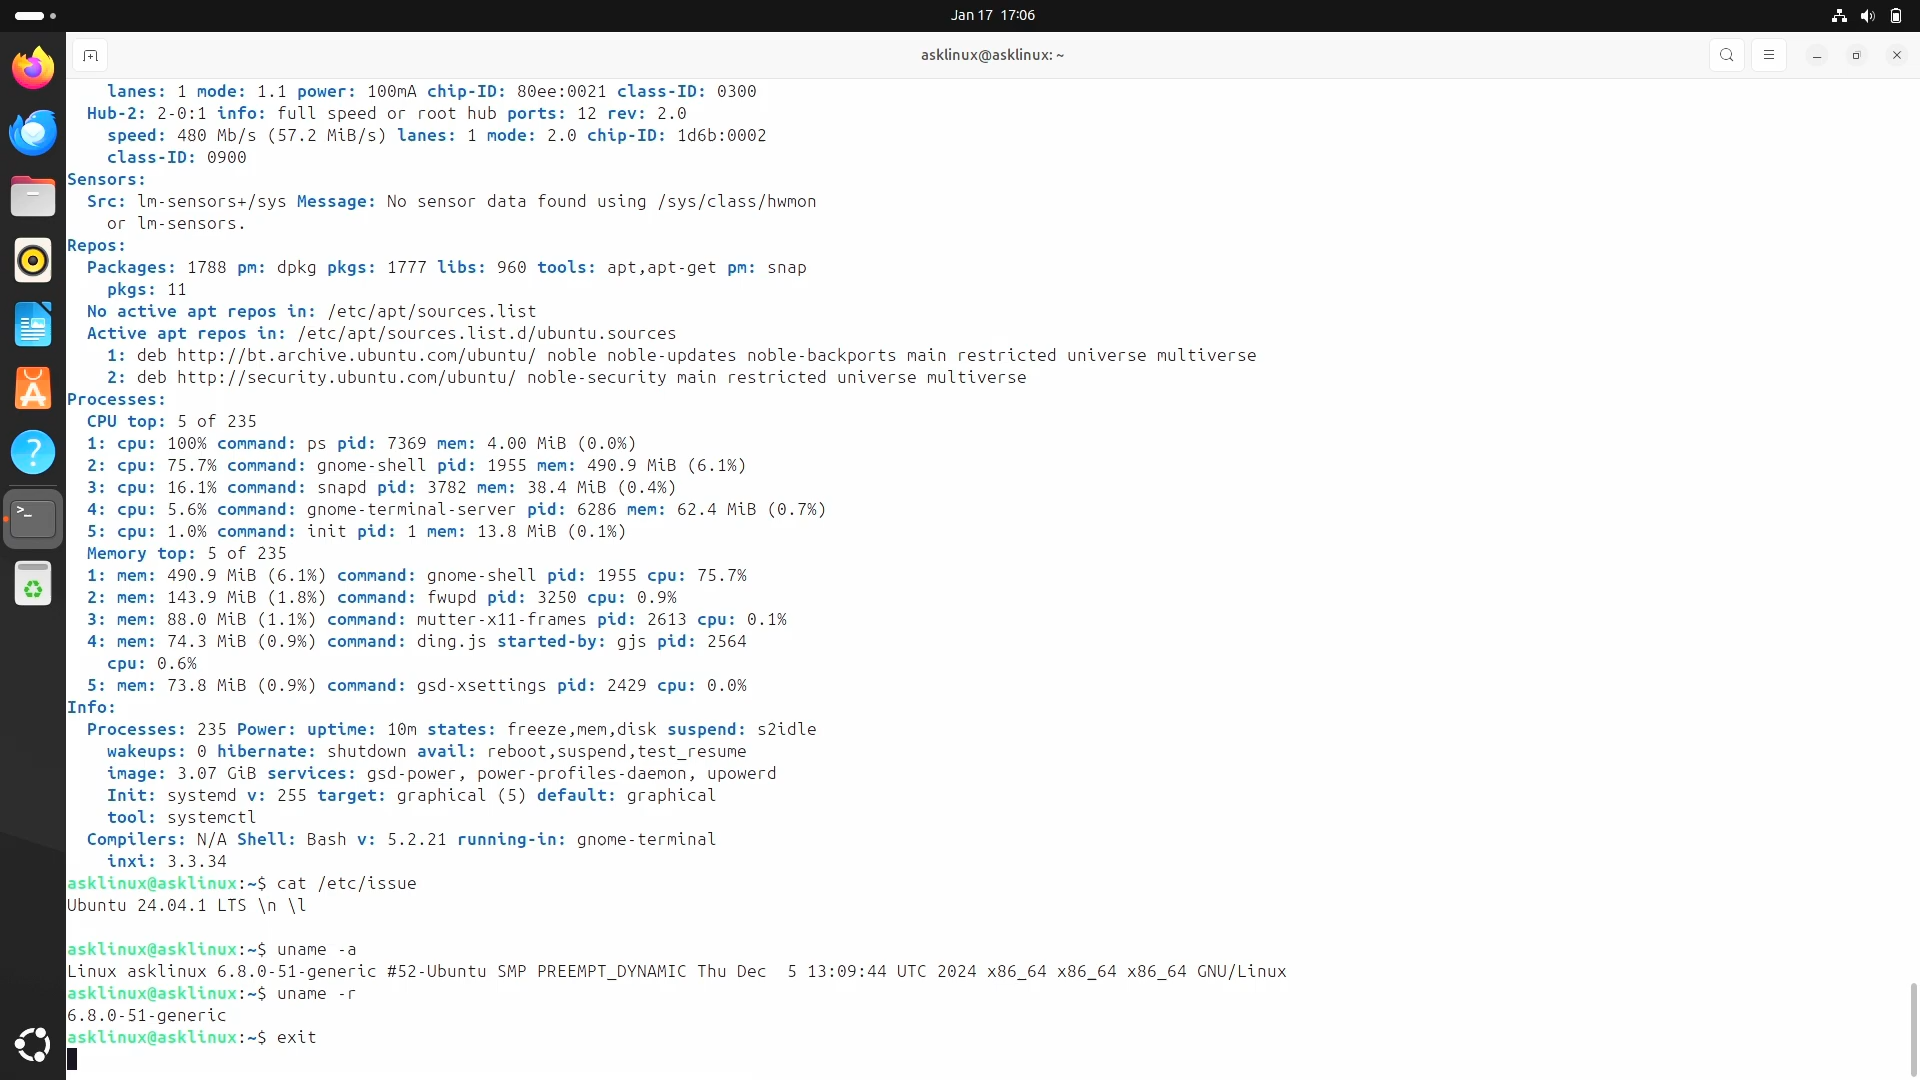 Jan 17 17:06
asklinux@asklinux: ~
lanes: 1 mode: 1.1 power: 100mA chip-ID: 80ee:0021 class-ID: 0300
Hub-2: 2-0:1 info: full speed or root hub ports: 12 rev: 2.0
speed: 480 Mb/s (57.2 MiB/s) lanes: 1 mode: 2.0 chip-ID: 1d6b:0002
class-ID: 0900
Sensors:
Src: lm-sensors+/sys Message: No sensor data found using /sys/class/hwmon
or lm-sensors.
Repos:
Packages: 1788 pm: dpkg pkgs: 1777 libs: 960 tools: apt,apt-get pm: snap
pkgs: 11
No active apt repos in: /etc/apt/sources.list
Active apt repos in: /etc/apt/sources.list.d/ubuntu.sources
1: deb http://bt.archive.ubuntu.com/ubuntu/ noble noble-updates noble-backports main restricted universe multiverse
2: deb http://security.ubuntu.com/ubuntu/ noble-security main restricted universe multiverse
Processes:
CPU top: 5 of 235
1: cpu: 100% command: ps pid: 7369 mem: 4.00 MiB (0.0%)
2: cpu: 75.7% command: gnome-shell pid: 1955 mem: 490.9 MiB (6.1%)
3: cpu: 16.1% command: snapd pid: 3782 mem: 38.4 MiB (0.4%)
4: cpu: 5.6% command: gnome-terminal-server pid: 6286 mem: 62.4 MiB (0.7%)
5: cpu: 1.0% command: init pid: 1 mem: 13.8 MiB (0.1%)
Memory top: 5 of 235
1: mem: 490.9 MiB (6.1%) command: gnome-shell pid: 1955 cpu: 75.7%
2: mem: 143.9 MiB (1.8%) command: fwupd pid: 3250 cpu: 0.9%
3: mem: 88.0 MiB (1.1%) command: mutter-x11-frames pid: 2613 cpu: 0.1%
4: mem: 74.3 MiB (0.9%) command: ding.js started-by: gjs pid: 2564
cpu: 0.6%
5: mem: 73.8 MiB (0.9%) command: gsd-xsettings pid: 2429 cpu: 0.0%
Info:
Processes: 235 Power: uptime: 10m states: freeze,mem,disk suspend: s2idle
wakeups: 0 hibernate: shutdown avail: reboot,suspend,test_resume
image: 3.07 GiB services: gsd-power, power-profiles-daemon, upowerd
Init: systemd v: 255 target: graphical (5) default: graphical
tool: systemctl
Compilers: N/A Shell: Bash v: 5.2.21 running-in: gnome-terminal
inxi: 3.3.34
asklinux@asklinux:~$ cat /etc/issue
Ubuntu 24.04.1 LTS \n \l
asklinux@asklinux:~$ uname -a
Linux asklinux 6.8.0-51-generic #52-Ubuntu SMP PREEMPT_DYNAMIC Thu Dec  5 13:09:44 UTC 2024 x86_64 x86_64 x86_64 GNU/Linux
asklinux@asklinux:~$ uname -r
6.8.0-51-generic
asklinux@asklinux:~$ exit